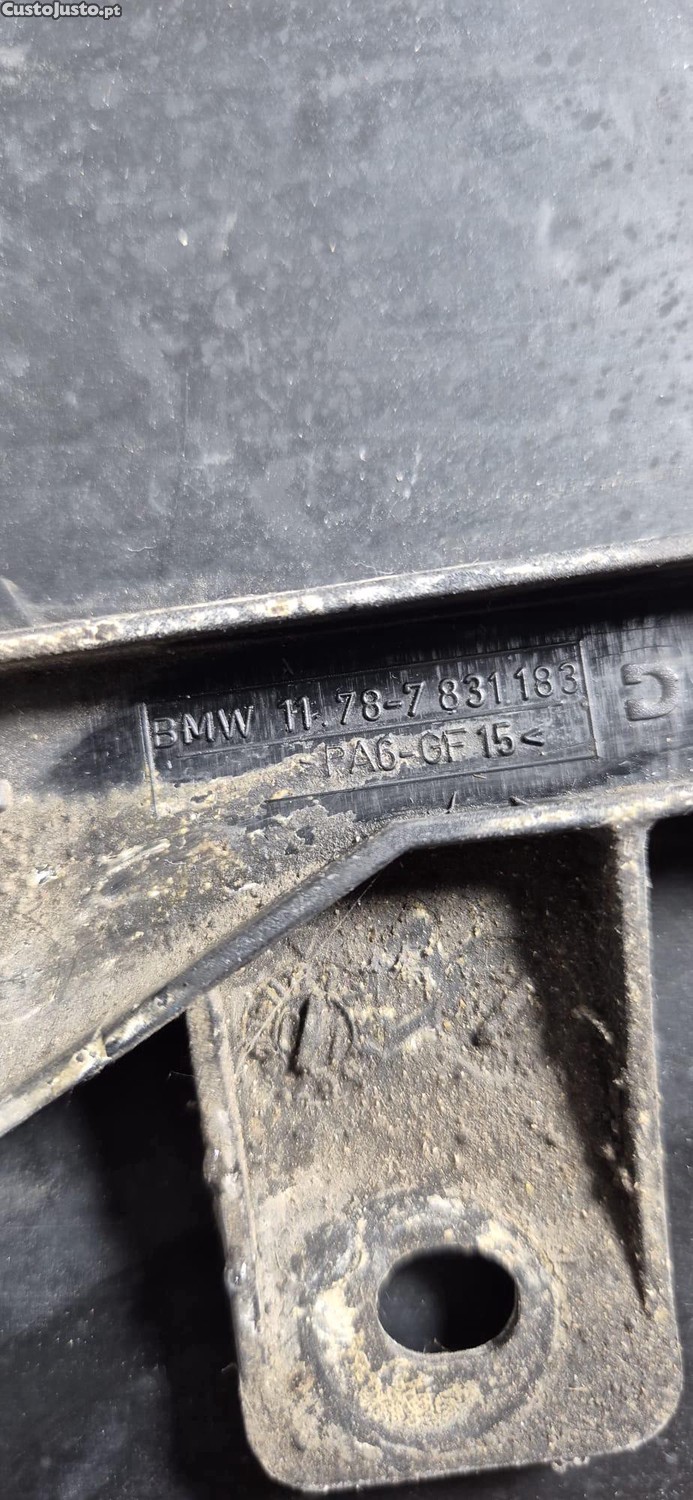 CustoJusto.pt
BMW 11.78-7 831 183
PA6-GF15<
C